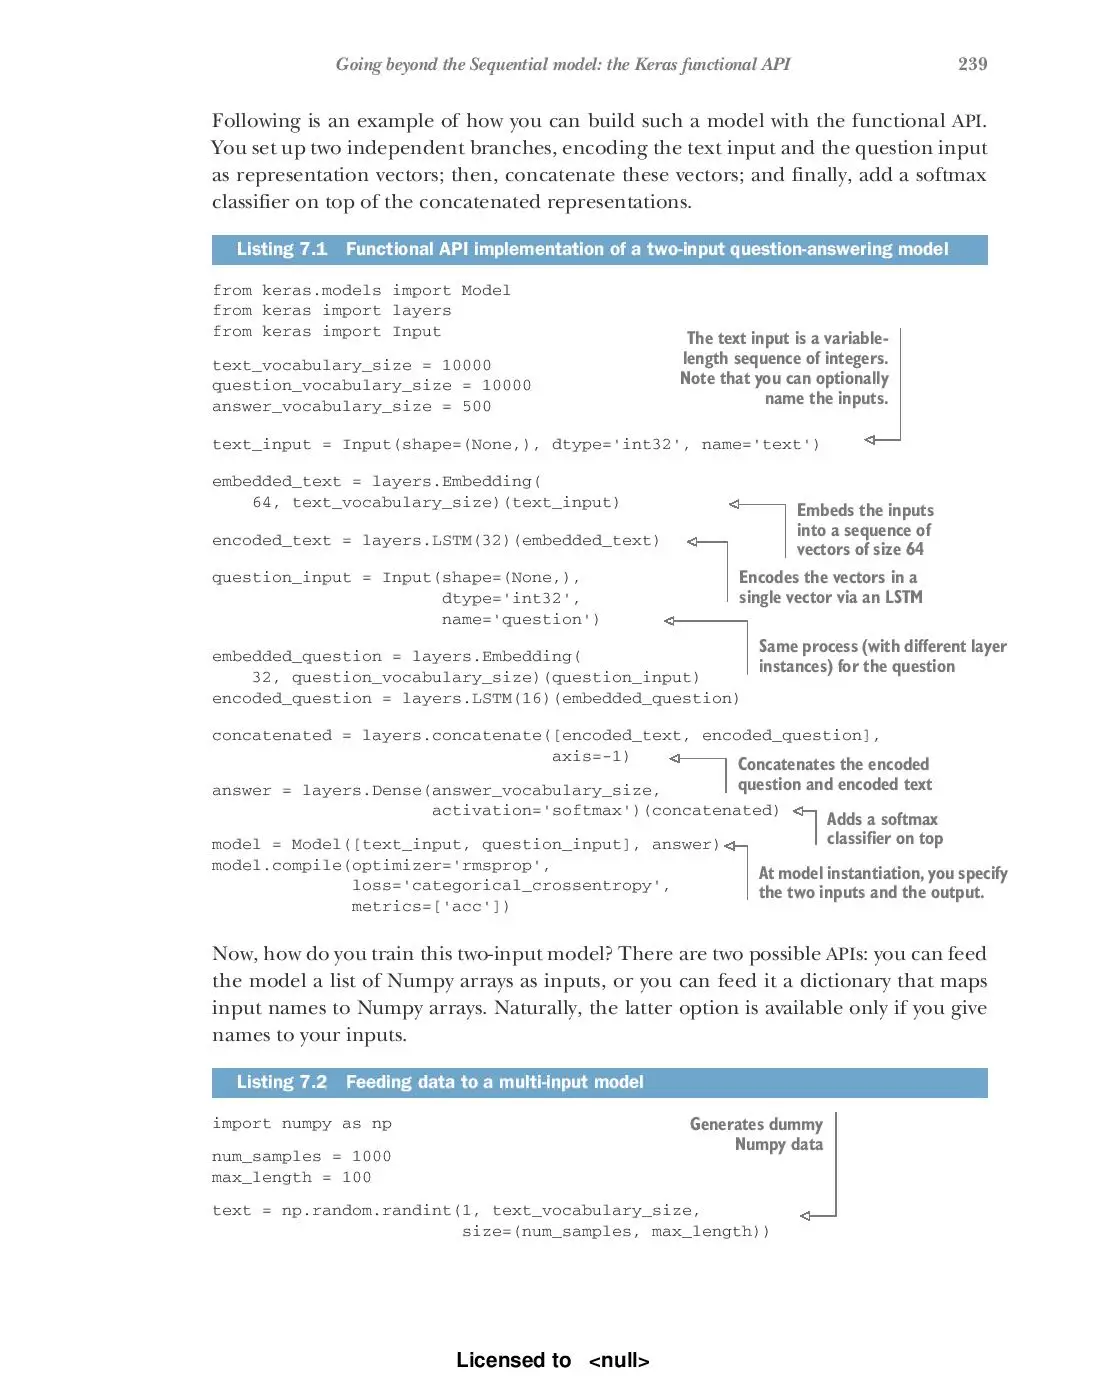 Going beyond the Sequential model: the Keras functional API 239
Following is an example of how you can build such a model with the functional API.
You set up two independent branches, encoding the text input and the question input
as representation vectors; then, concatenate these vectors; and finally, add a softmax
classifier on top of the concatenated representations.
Listing 7.1 Functional API implementation of a two-input question-answering model
from keras.models import Model
from keras import layers
from keras import Input
text_vocabulary_size = 10000
question_vocabulary_size = 10000
answer_vocabulary_size = 500
The text input is a variable-
length sequence of integers.
Note that you can optionally
name the inputs.
text_input = Input(shape=(None,), dtype='int32', name='text')
embedded_text = layers.Embedding(
    64, text_vocabulary_size)(text_input)
Embeds the inputs
into a sequence of
vectors of size 64
encoded_text = layers.LSTM(32)(embedded_text)
Encodes the vectors in a
single vector via an LSTM
question_input = Input(shape=(None,),
                       dtype='int32',
                       name='question')
Same process (with different layer
instances) for the question
embedded_question = layers.Embedding(
    32, question_vocabulary_size)(question_input)
encoded_question = layers.LSTM(16)(embedded_question)
concatenated = layers.concatenate([encoded_text, encoded_question],
                                  axis=-1)
Concatenates the encoded
question and encoded text
answer = layers.Dense(answer_vocabulary_size,
                      activation='softmax')(concatenated)
Adds a softmax
classifier on top
model = Model([text_input, question_input], answer)
model.compile(optimizer='rmsprop',
              loss='categorical_crossentropy',
              metrics=['acc'])
At model instantiation, you specify
the two inputs and the output.
Now, how do you train this two-input model? There are two possible APIs: you can feed
the model a list of Numpy arrays as inputs, or you can feed it a dictionary that maps
input names to Numpy arrays. Naturally, the latter option is available only if you give
names to your inputs.
Listing 7.2 Feeding data to a multi-input model
import numpy as np
num_samples = 1000
max_length = 100
Generates dummy
Numpy data
text = np.random.randint(1, text_vocabulary_size,
                         size=(num_samples, max_length))
Licensed to <null>